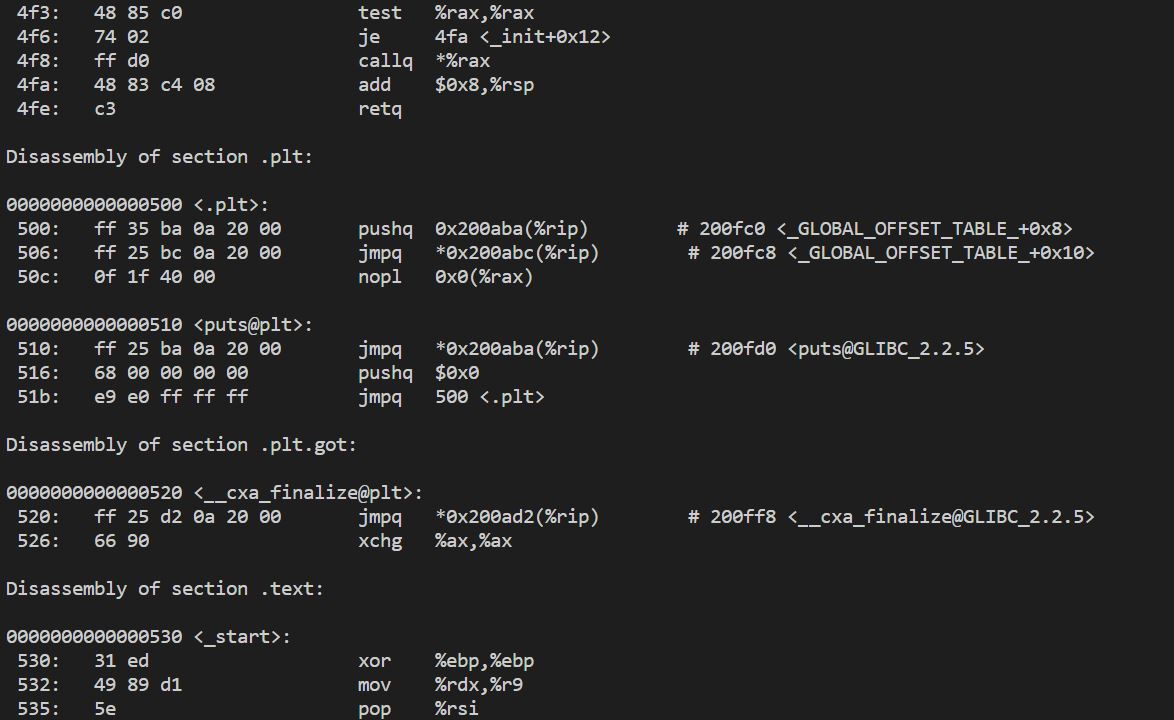 4f3: 48 85 c0 test %rax,%rax
4f6: 74 02 je 4fa <_init+0x12>
4f8: ff d0 callq *%rax
4fa: 48 83 c4 08 add $0x8,%rsp
4fe: c3 retq
Disassembly of section .plt:
0000000000000500 <.plt>:
500: ff 35 ba 0a 20 00 pushq 0x200aba(%rip) # 200fc0 <_GLOBAL_OFFSET_TABLE_+0x8>
506: ff 25 bc 0a 20 00 jmpq *0x200abc(%rip) # 200fc8 <_GLOBAL_OFFSET_TABLE_+0x10>
50c: 0f 1f 40 00 nopl 0x0(%rax)
0000000000000510 <puts@plt>:
510: ff 25 ba 0a 20 00 jmpq *0x200aba(%rip) # 200fd0 <puts@GLIBC_2.2.5>
516: 68 00 00 00 00 pushq $0x0
51b: e9 e0 ff ff ff jmpq 500 <.plt>
Disassembly of section .plt.got:
0000000000000520 <__cxa_finalize@plt>:
520: ff 25 d2 0a 20 00 jmpq *0x200ad2(%rip) # 200ff8 <__cxa_finalize@GLIBC_2.2.5>
526: 66 90 xchg %ax,%ax
Disassembly of section .text:
0000000000000530 <_start>:
530: 31 ed xor %ebp,%ebp
532: 49 89 d1 mov %rdx,%r9
535: 5e pop %rsi